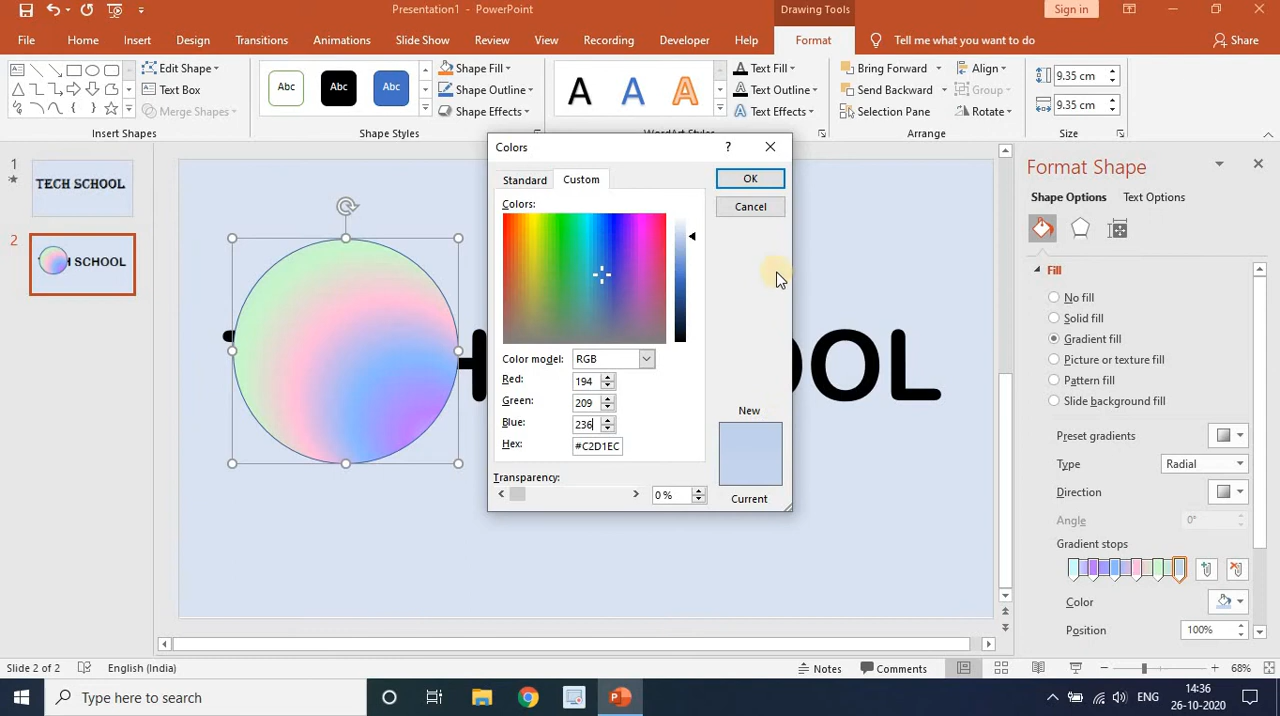 Presentation1 - PowerPoint
Drawing Tools
Sign in
File Home Insert Design Transitions Animations Slide Show Review View Recording Developer Help Format Tell me what you want to do Share
Edit Shape
Text Box
Merge Shapes
Insert Shapes
Abc Abc Abc
Shape Fill
Shape Outline
Shape Effects
Shape Styles
A A A
Text Fill
Text Outline
Text Effects
WordArt Styles
Bring Forward
Send Backward
Selection Pane
Align
Group
Rotate
Arrange
9.35 cm
9.35 cm
Size
1
TECH SCHOOL
2
H SCHOOL
OOL
Colors
?
Standard Custom
OK
Cancel
Colors:
Color model: RGB
Red: 194
Green: 209
Blue: 236
Hex: #C2D1EC
Transparency:
0 %
New
Current
Format Shape
Shape Options Text Options
Fill
No fill
Solid fill
Gradient fill
Picture or texture fill
Pattern fill
Slide background fill
Preset gradients
Type Radial
Direction
Angle 0°
Gradient stops
Color
Position 100%
Slide 2 of 2
English (India)
Notes
Comments
68%
Type here to search
ENG
14:36
26-10-2020